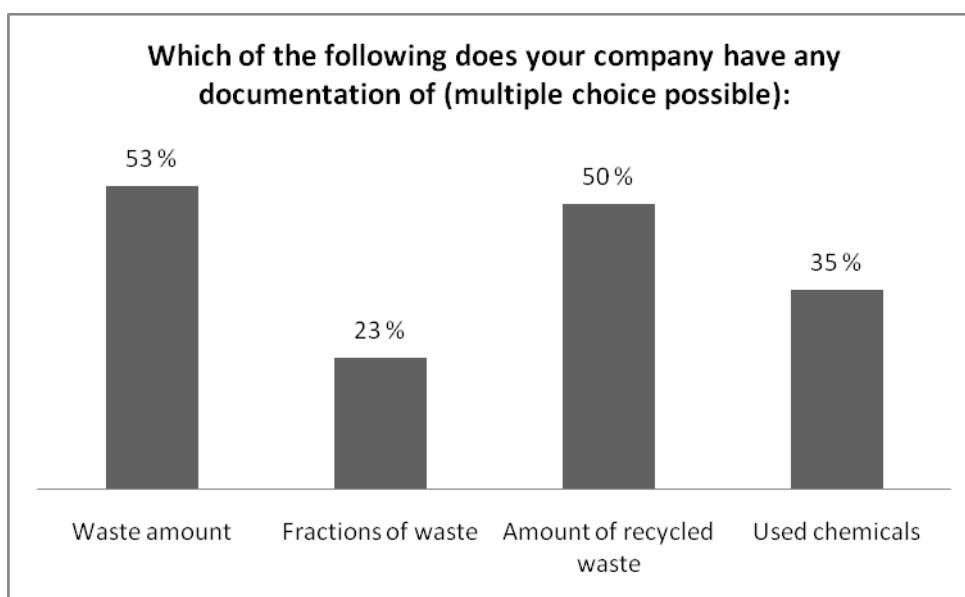 Which of the following does your company have any
documentation of (multiple choice possible):
53 %
23 %
50 %
35 %
Waste amount
Fractions of waste
Amount of recycled
waste
Used chemicals